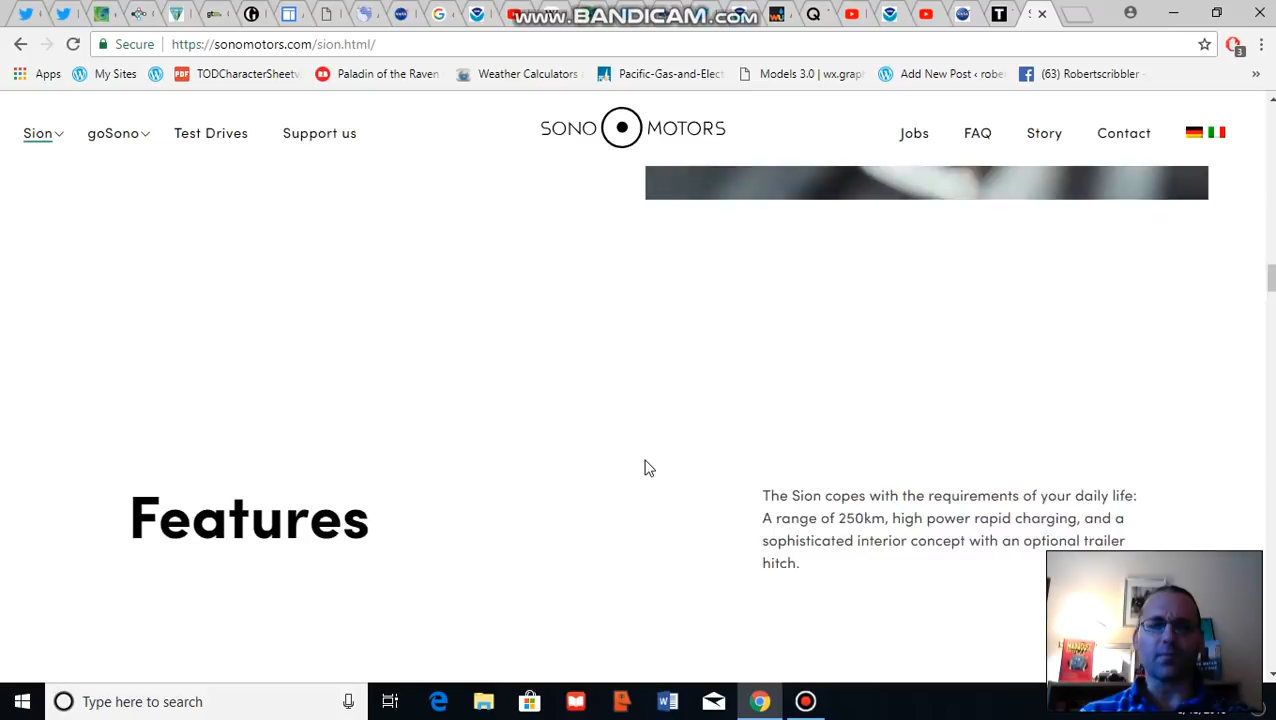 www.BANDICAM.com
Secure https://sonomotors.com/sion.html/
Apps My Sites TODCharacterSheetv Paladin of the Raven Weather Calculators Pacific-Gas-and-Elect Models 3.0 | wx.graph Add New Post ‹ robe (63) Robertscribbler -
Sion goSono Test Drives Support us SONO MOTORS Jobs FAQ Story Contact
The Sion copes with the requirements of your daily life:
A range of 250km, high power rapid charging, and a
sophisticated interior concept with an optional trailer
hitch.
Features
Type here to search